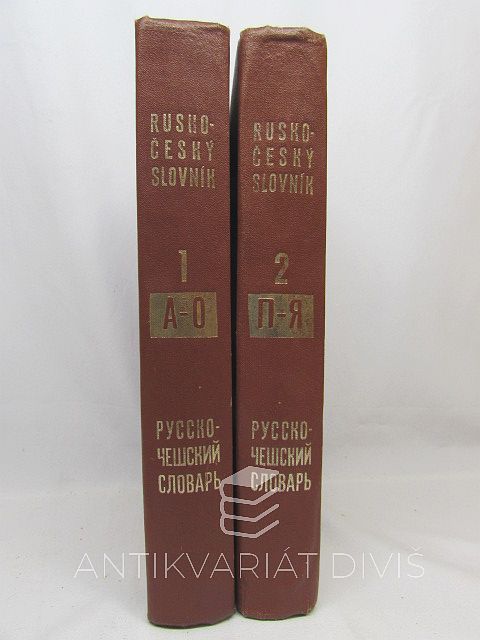 RUSKO-
ČESKÝ
SLOVNÍK
1
А-О
РУССКО-
ЧЕШСКИЙ
СЛОВАРЬ
RUSKO-
ČESKÝ
SLOVNÍK
2
П-Я
РУССКО-
ЧЕШСКИЙ
СЛОВАРЬ
ANTIKVARIÁT DIVIŠ